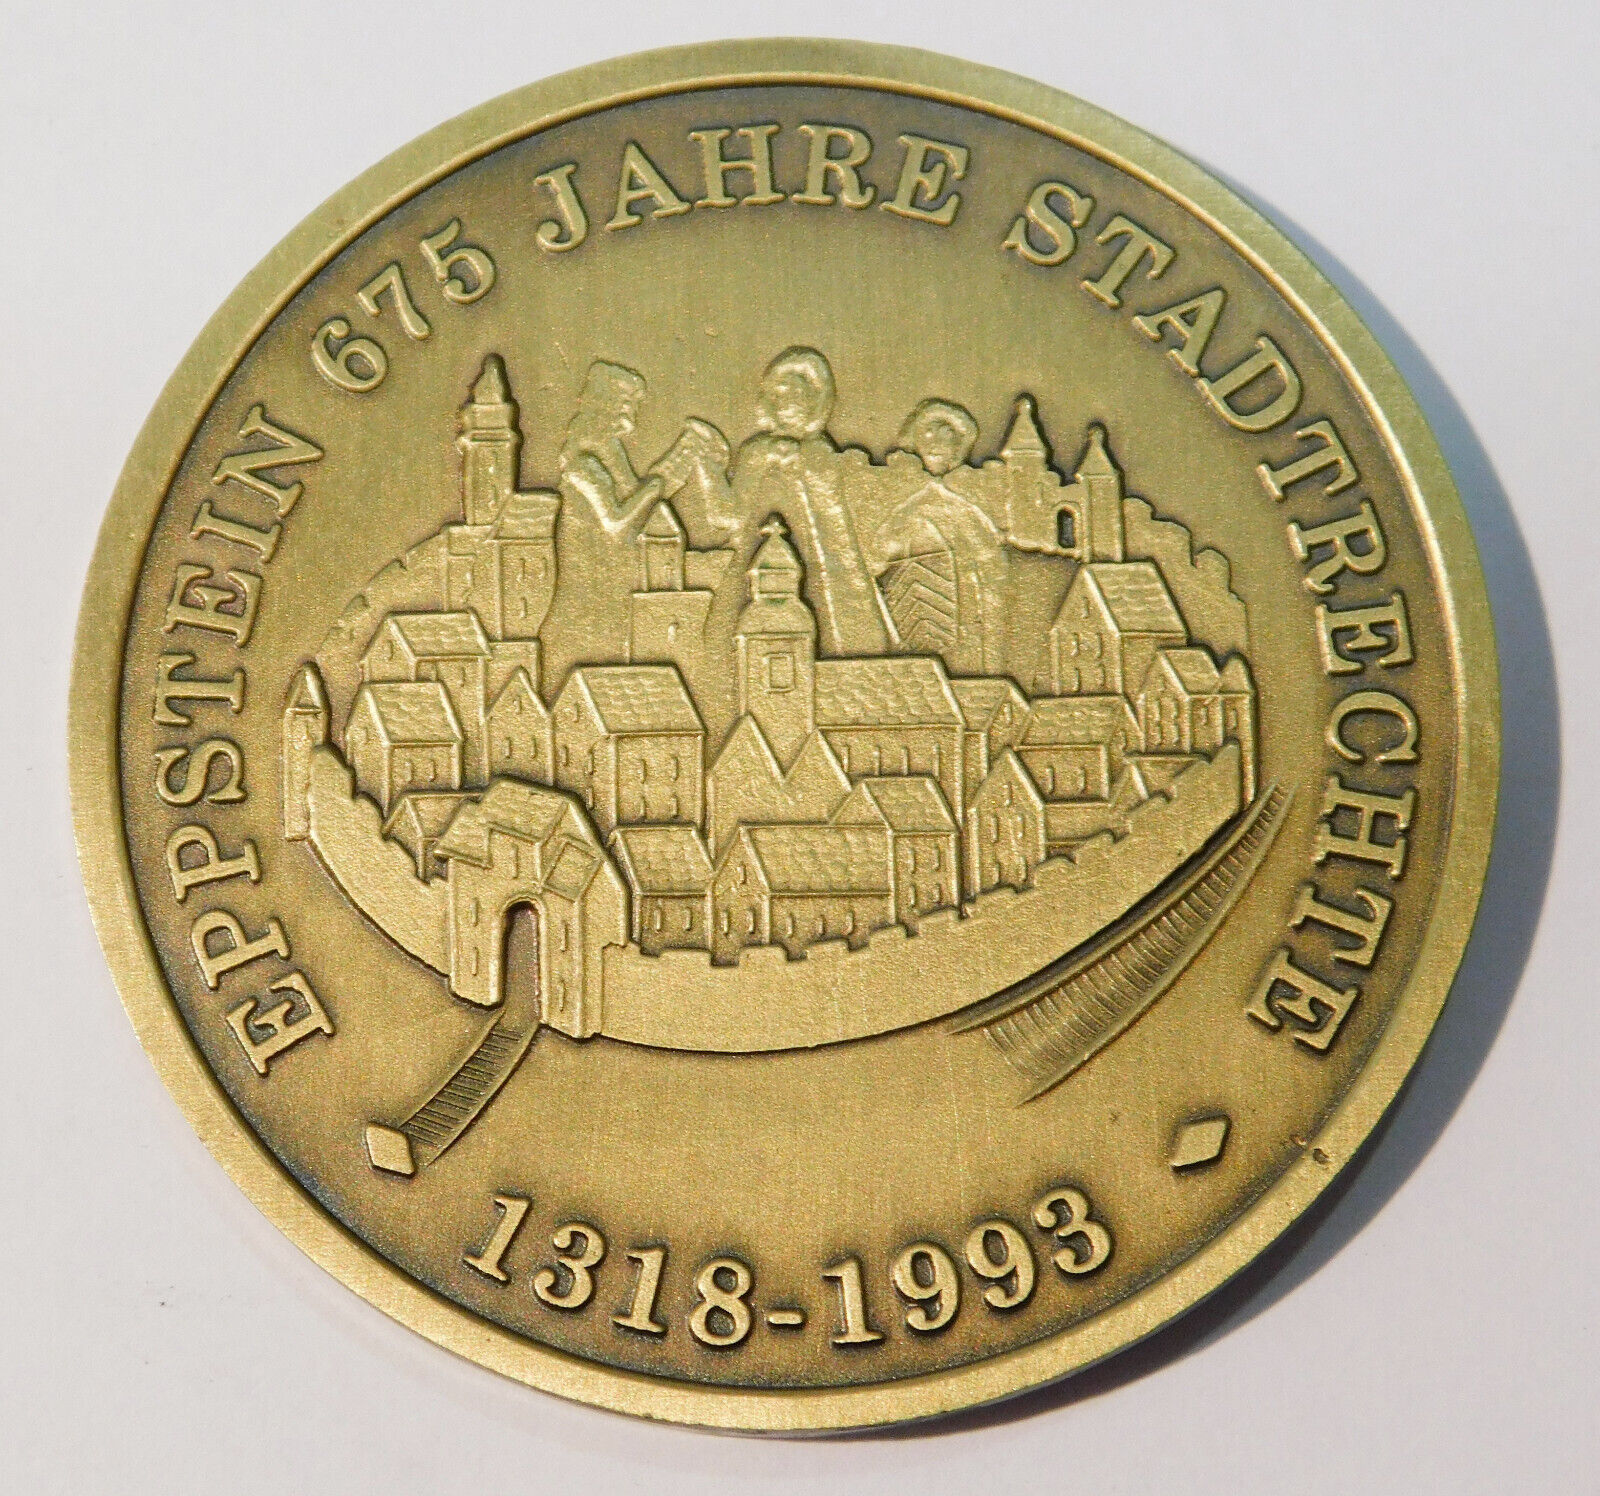 EPPSTEIN 675 JAHRE STADTRECHTE
1318-1993